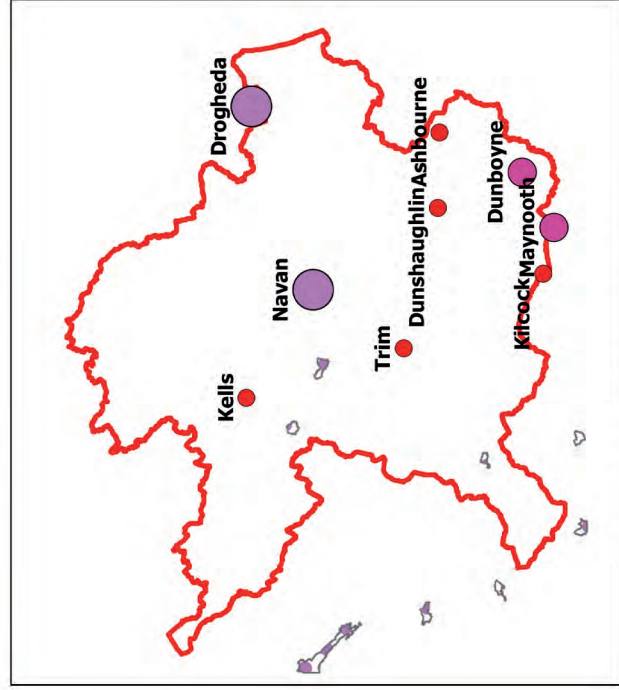 Drogheda
Navan
Kells
Trim
Dunshaughlin
Ashbourne
Dunboyne
Maynooth
Kilcock